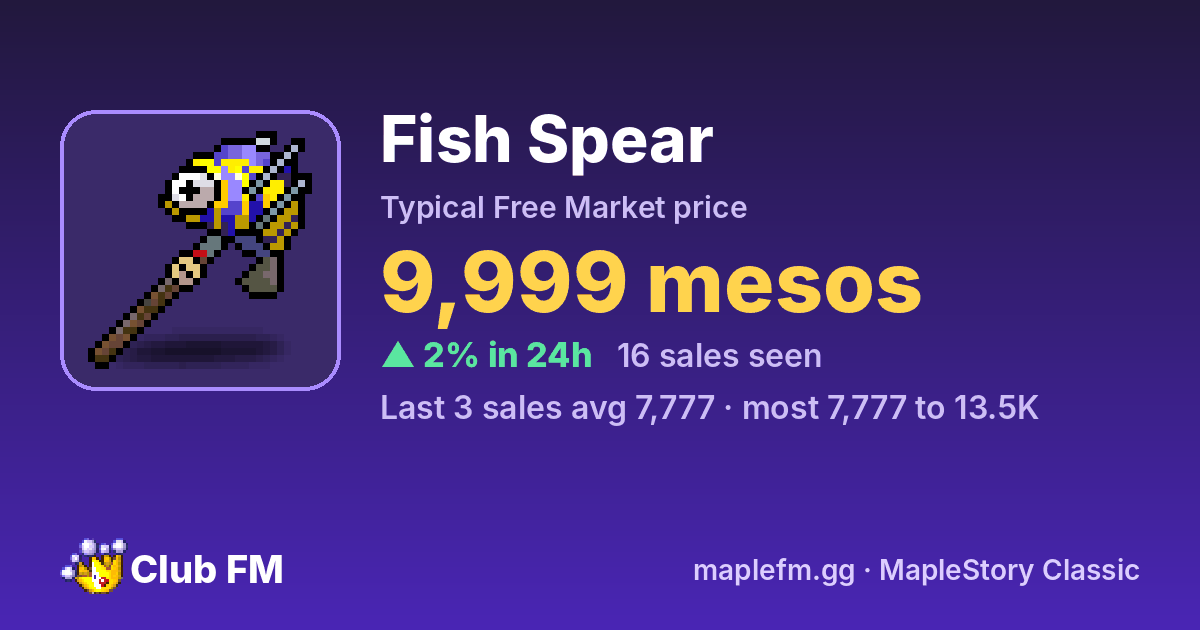 Fish Spear
Typical Free Market price
9,999 mesos
▲ 2% in 24h 16 sales seen
Last 3 sales avg 7,777 · most 7,777 to 13.5K
Club FM
maplefm.gg · MapleStory Classic